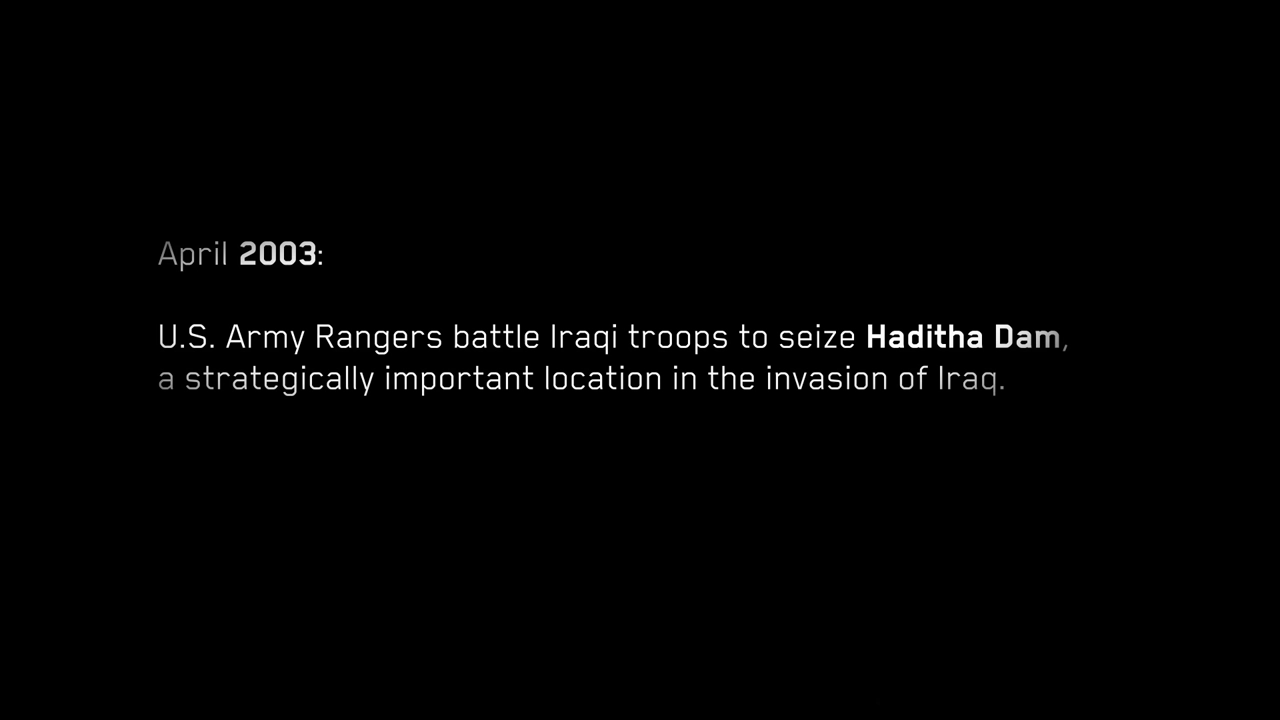 April 2003:
U.S. Army Rangers battle Iraqi troops to seize Haditha Dam,
a strategically important location in the invasion of Iraq.